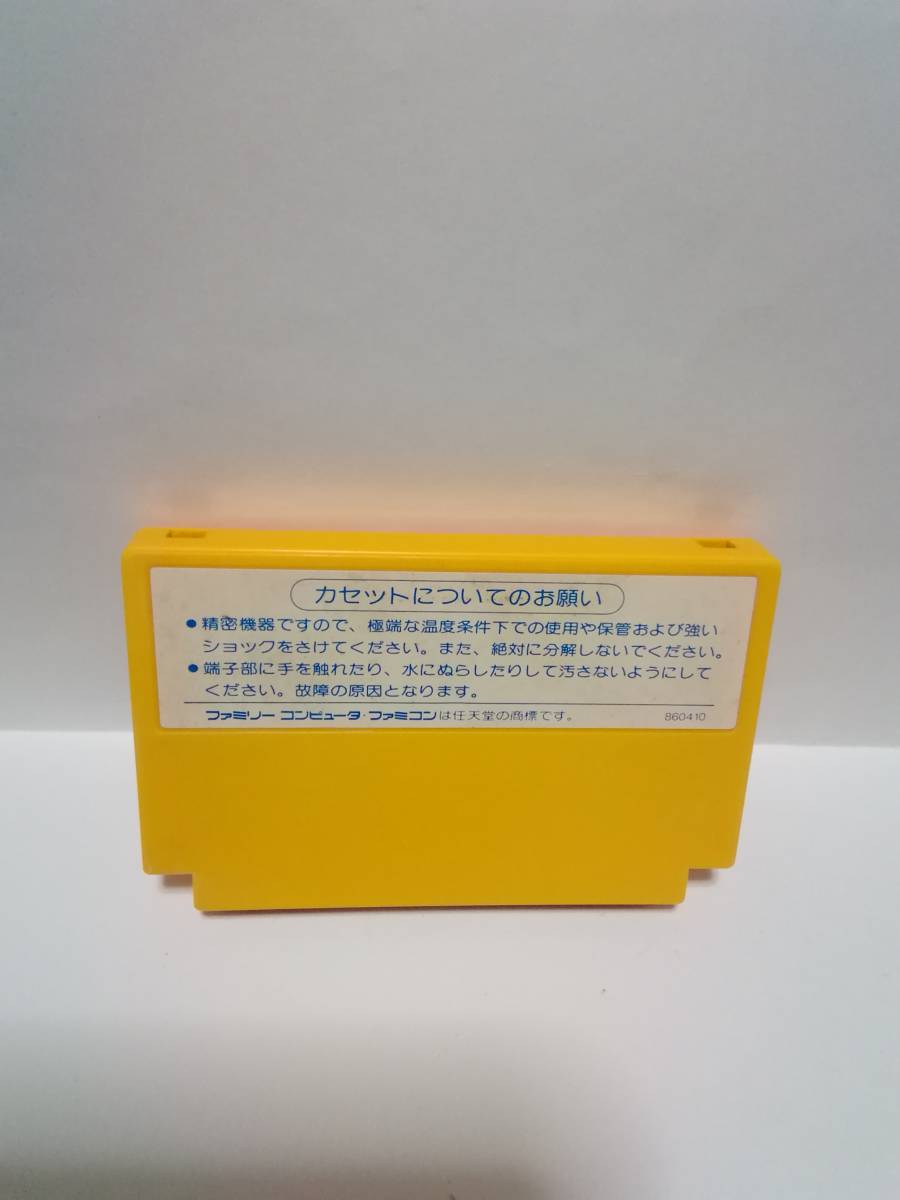 カセットについてのお願い
●精密機器ですので、極端な温度条件下での使用や保管および強い
ショックをさけてください。また、絶対に分解しないでください。
●端子部に手を触れたり、水にぬらしたりして汚さないようにして
ください。故障の原因となります。
ファミリー コンピュータ・ファミコンは任天堂の商標です。 860410